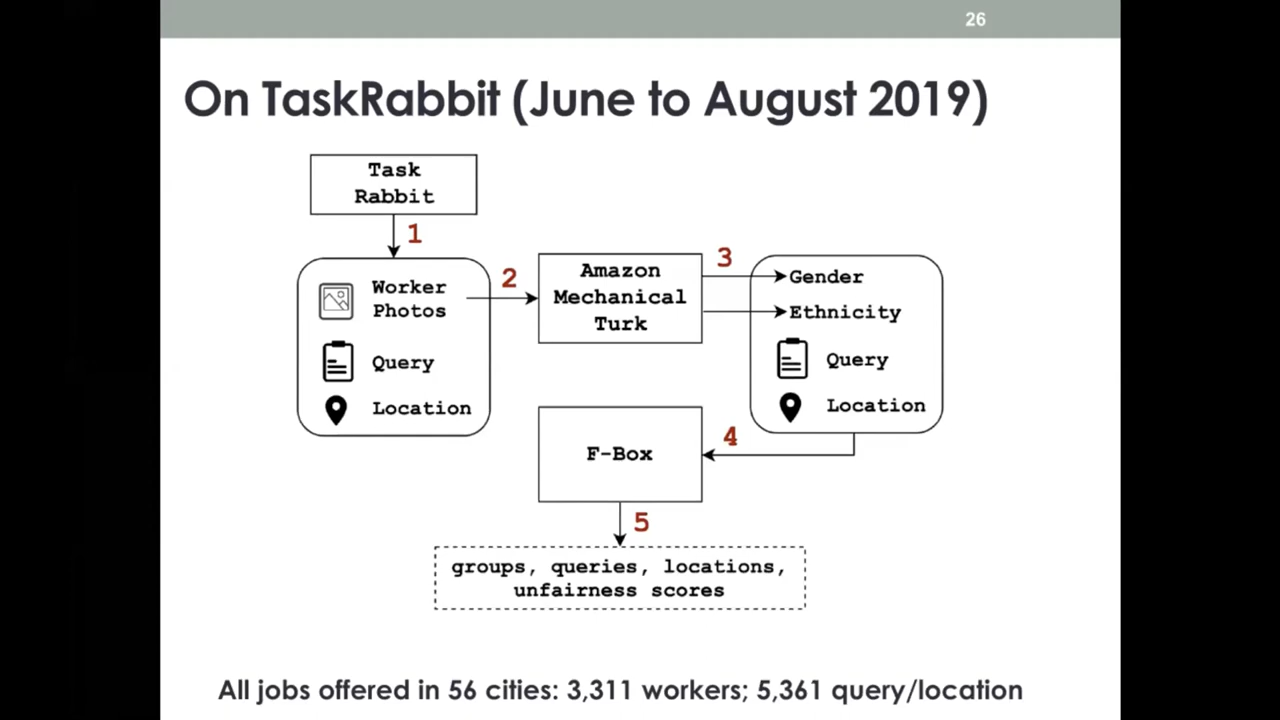 26
On TaskRabbit (June to August 2019)
Task
Rabbit
1
Worker
Photos
Query
Location
2
Amazon
Mechanical
Turk
3
Gender
Ethnicity
Query
Location
4
F-Box
5
groups, queries, locations,
unfairness scores
All jobs offered in 56 cities: 3,311 workers; 5,361 query/location